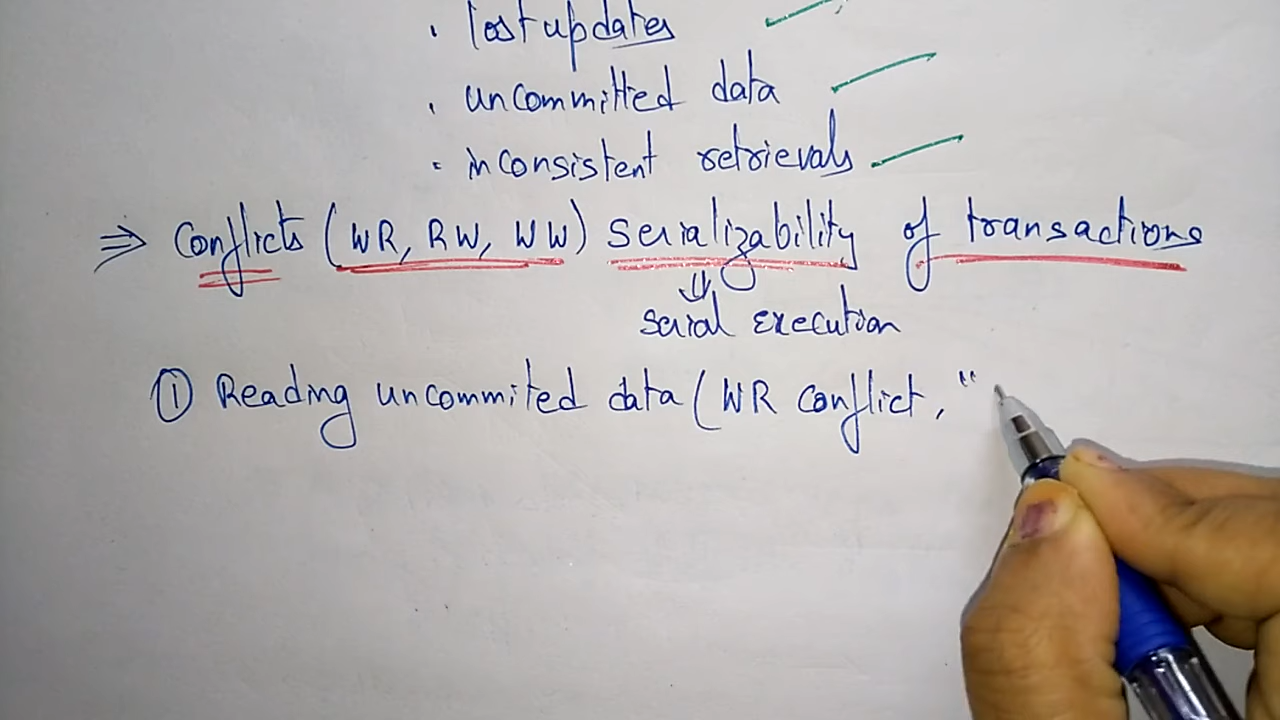 · lost updates
· uncommitted data
· inconsistent retrievals
⇒ Conflicts (WR, RW, WW) Serializability of transactions
⇓
serial execution
① Reading uncommited data (WR conflict, "